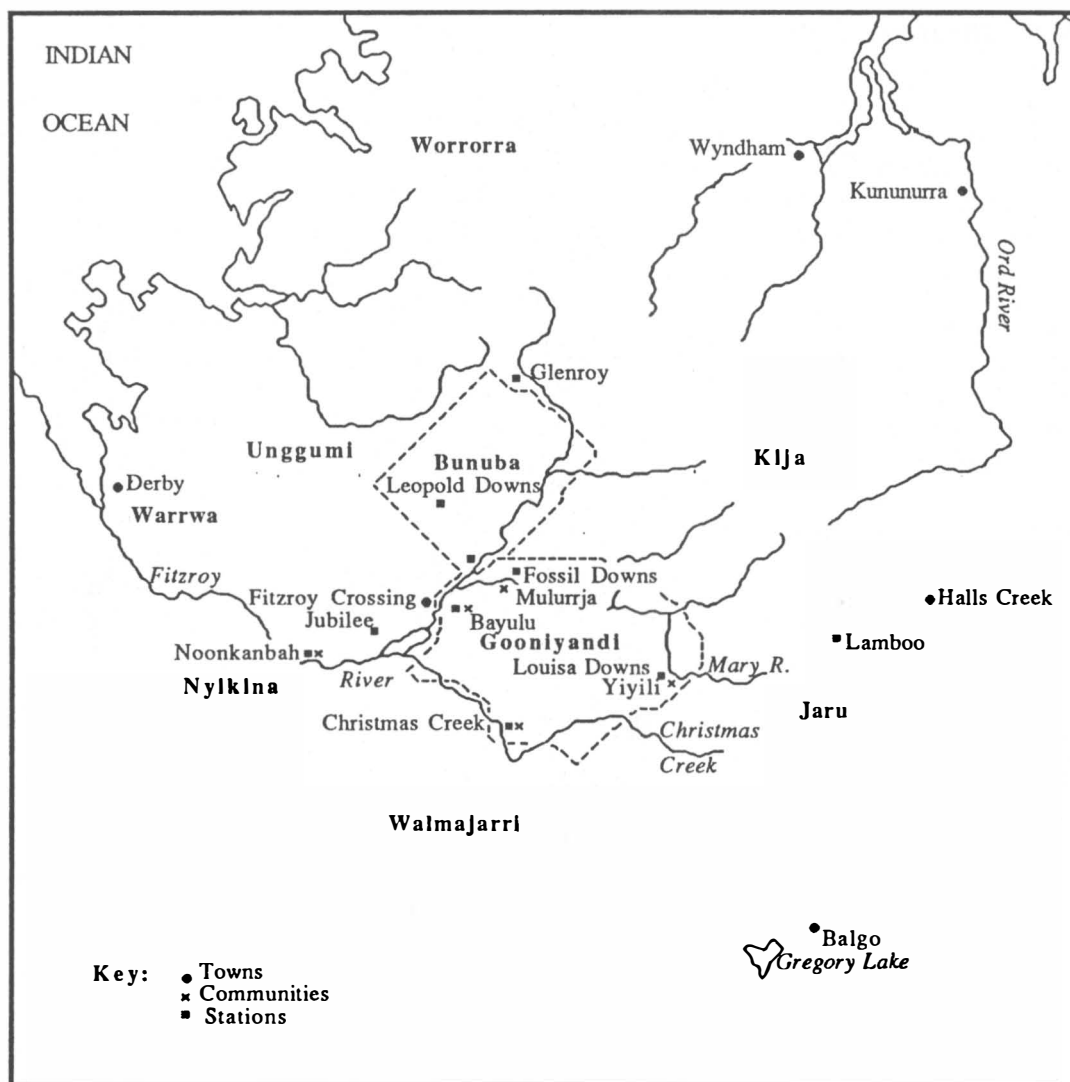 INDIAN
OCEAN
Worrorra
Wyndham
Kununurra
Ord River
Glenroy
Unggumi
Bunuba
Leopold Downs
Kija
Derby
Warrwa
Fitzroy
Fossil Downs
Mulurrja
Fitzroy Crossing
Jubilee
Bayulu
Gooniyandi
Halls Creek
Lamboo
Noonkanbah
Nyikina
River
Louisa Downs
Yiyili
Mary R.
Jaru
Christmas Creek
Christmas
Creek
Walmajarri
Balgo
Gregory Lake
Key:
Towns
Communities
Stations